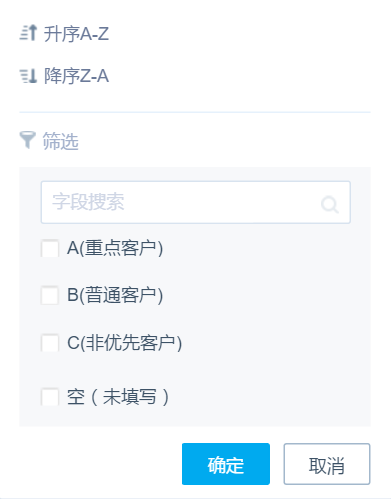 升序A-Z
降序Z-A
筛选
字段搜索
A(重点客户)
B(普通客户)
C(非优先客户)
空（未填写）
确定
取消